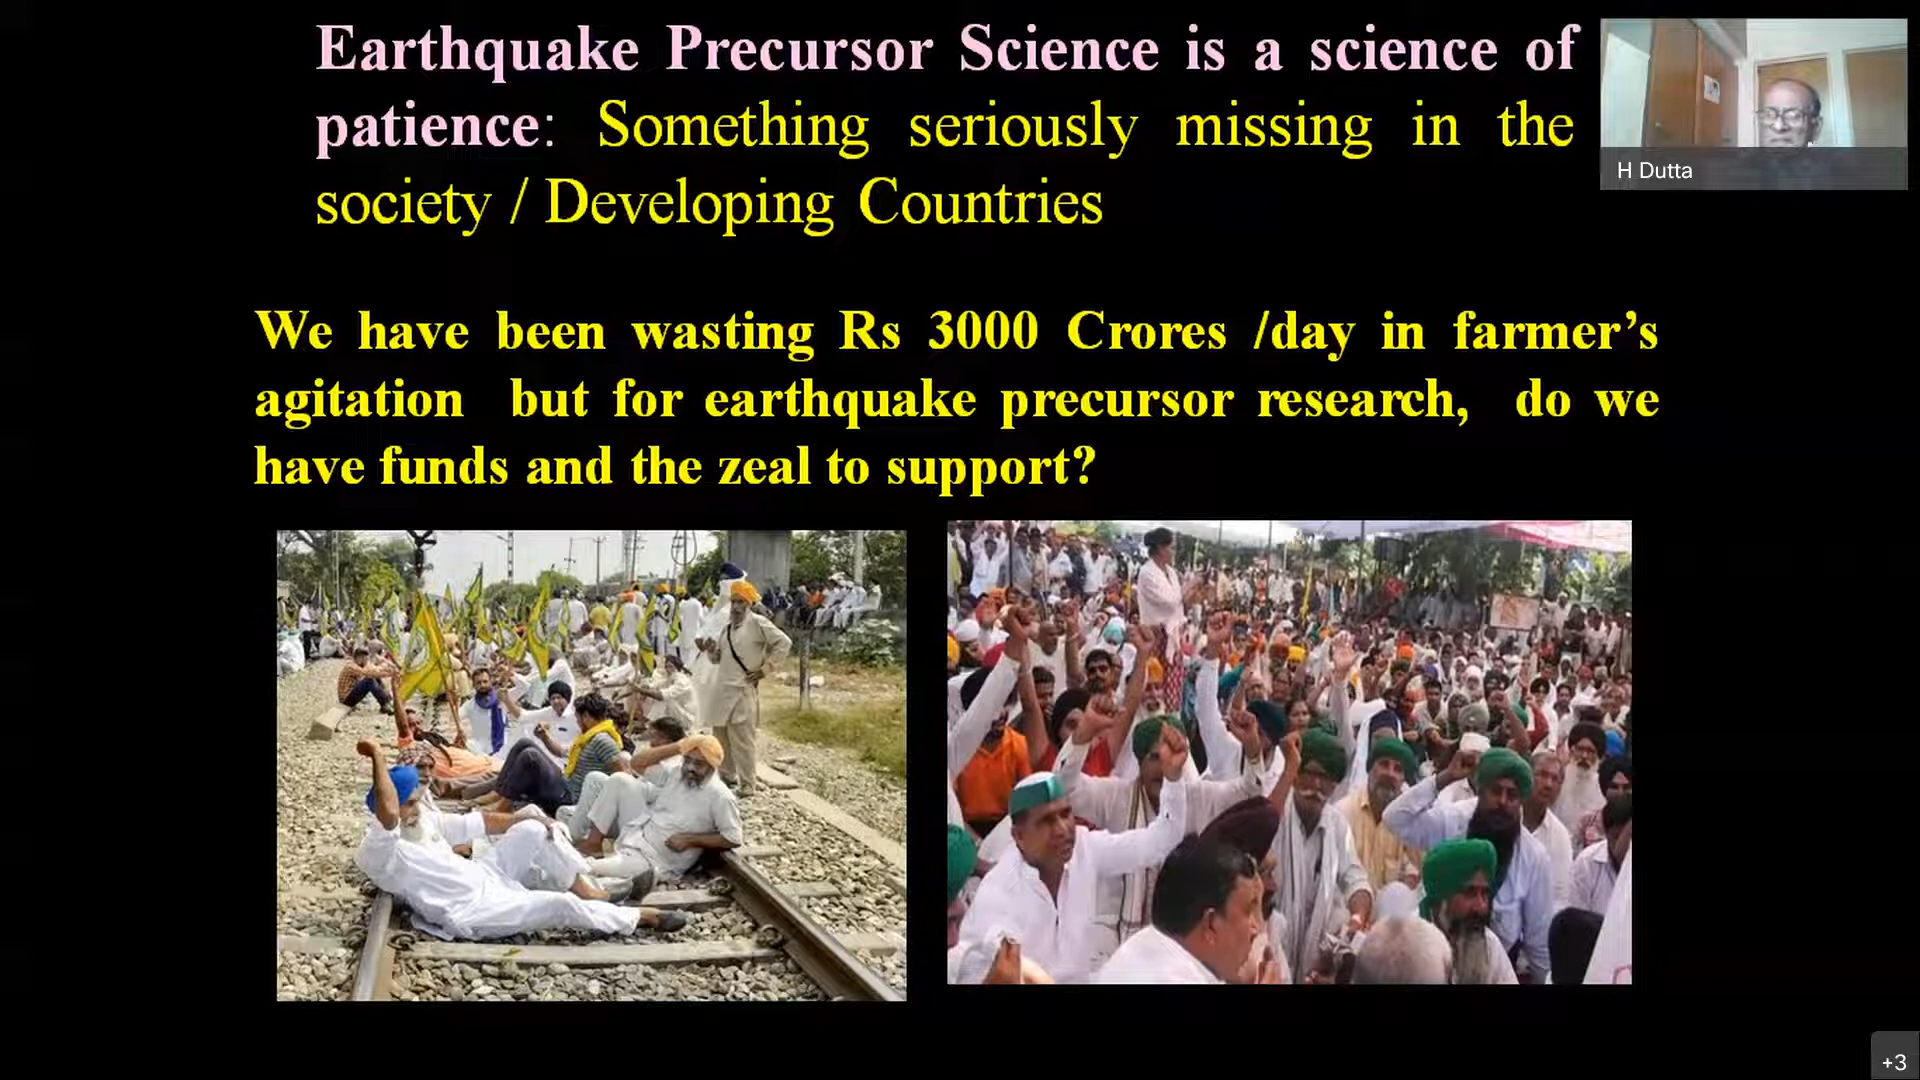 Earthquake Precursor Science is a science of
patience: Something seriously missing in the
society / Developing Countries
H Dutta
We have been wasting Rs 3000 Crores /day in farmer’s
agitation but for earthquake precursor research, do we
have funds and the zeal to support?
+3